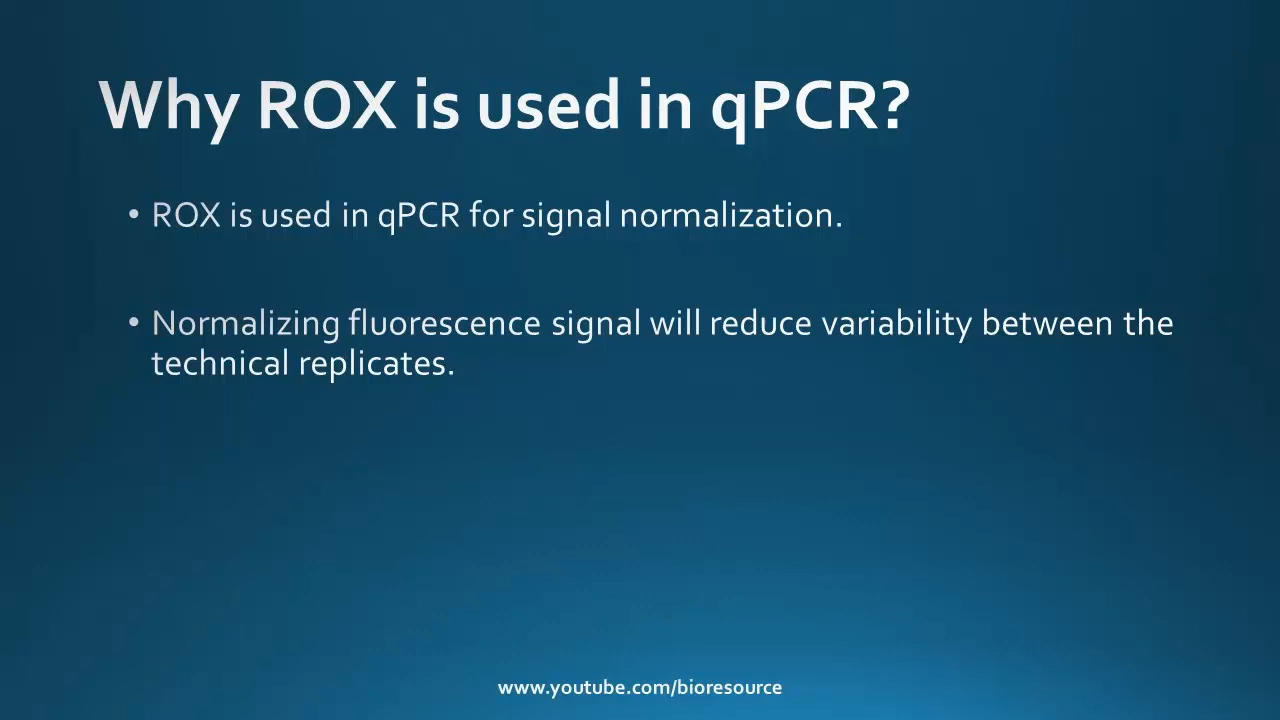 Why ROX is used in qPCR?
• ROX is used in qPCR for signal normalization.
• Normalizing fluorescence signal will reduce variability between the
technical replicates.
www.youtube.com/bioresource